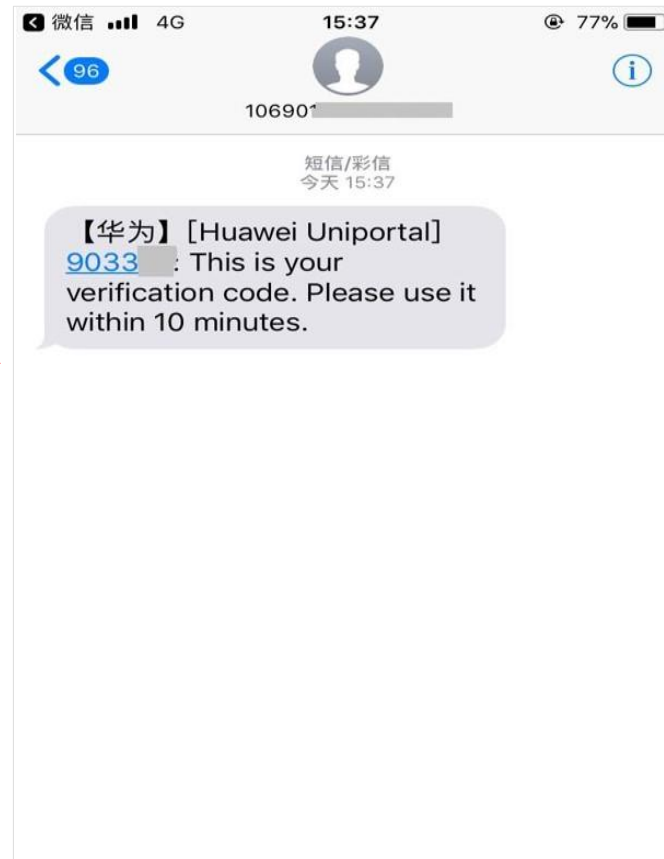 微信 4G 15:37 77%
96
106901
短信/彩信
今天 15:37
【华为】[Huawei Uniportal]
9033 : This is your
verification code. Please use it
within 10 minutes.